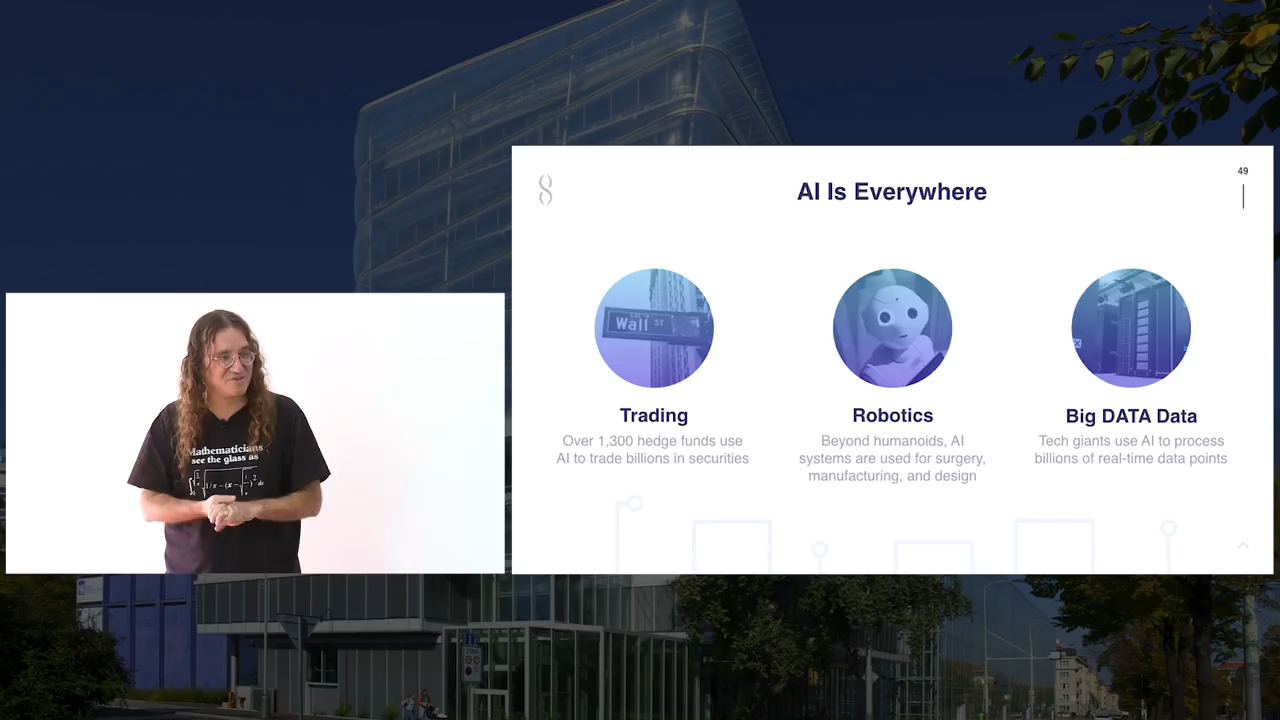 49
AI Is Everywhere
Wall ST
Trading
Over 1,300 hedge funds use
AI to trade billions in securities
Robotics
Beyond humanoids, AI
systems are used for surgery,
manufacturing, and design
Big DATA Data
Tech giants use AI to process
billions of real-time data points
Mathematicians
see the glass as